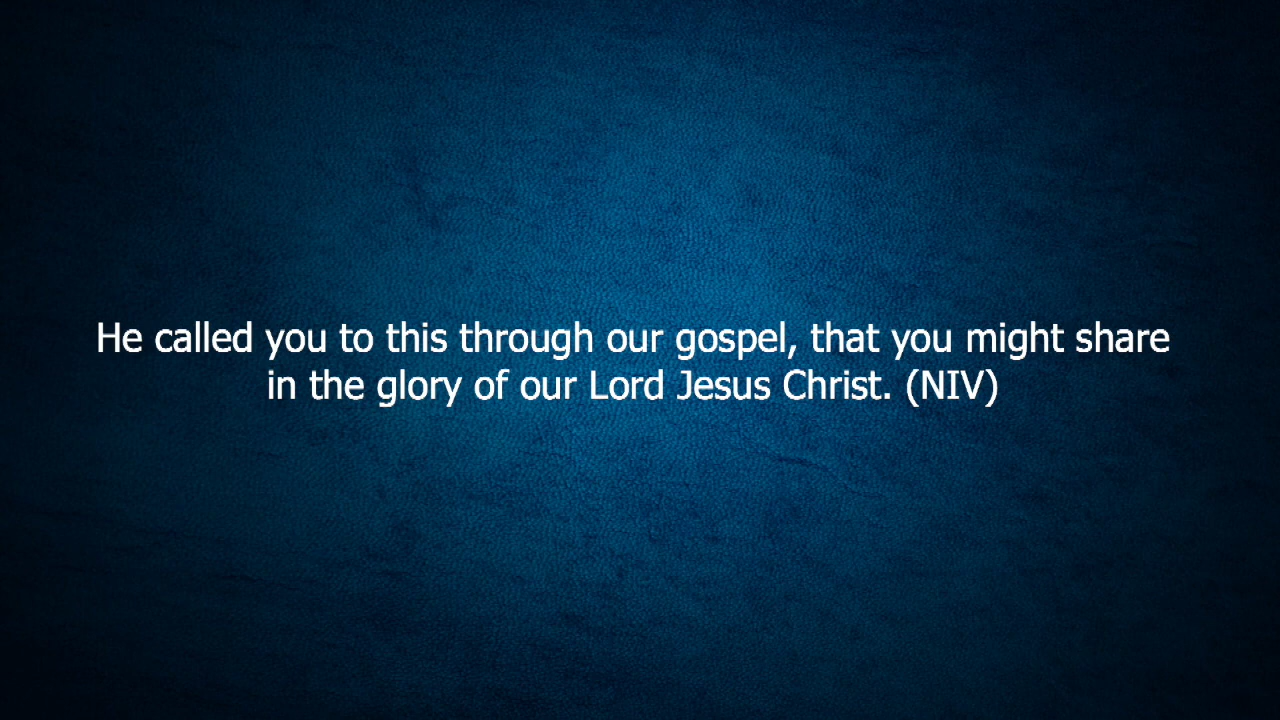 He called you to this through our gospel, that you might share
in the glory of our Lord Jesus Christ. (NIV)